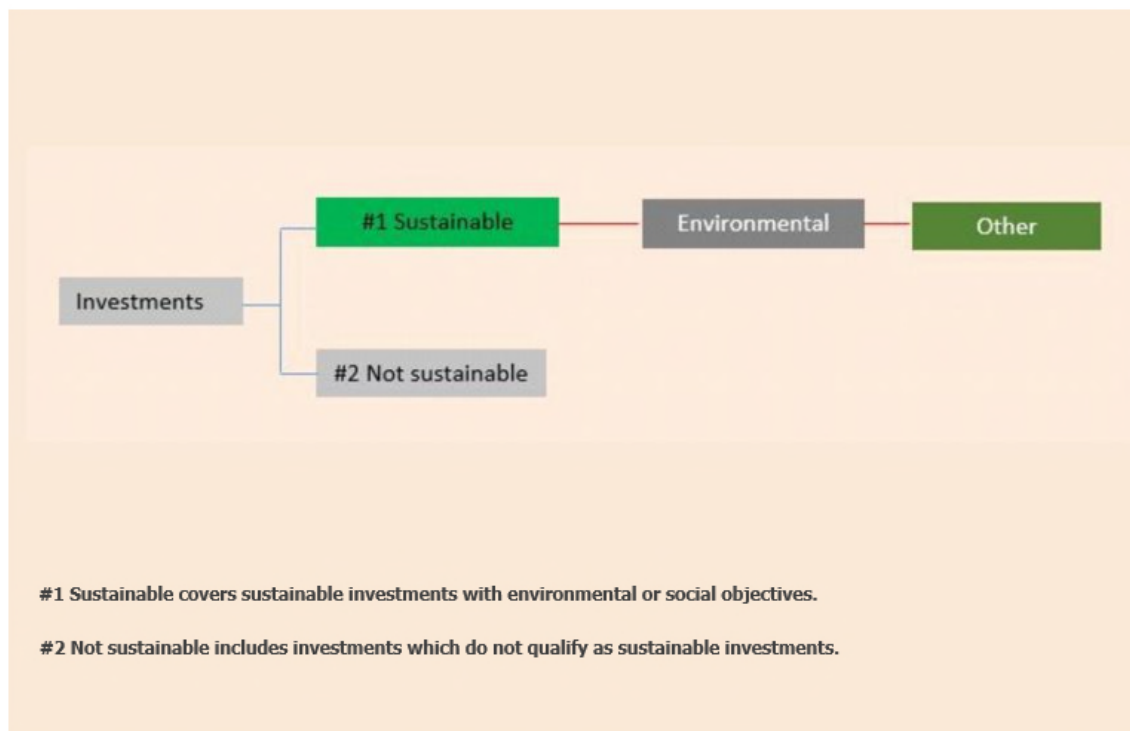 #1 Sustainable
Environmental
Other
Investments
#2 Not sustainable
#1 Sustainable covers sustainable investments with environmental or social objectives.
#2 Not sustainable includes investments which do not qualify as sustainable investments.